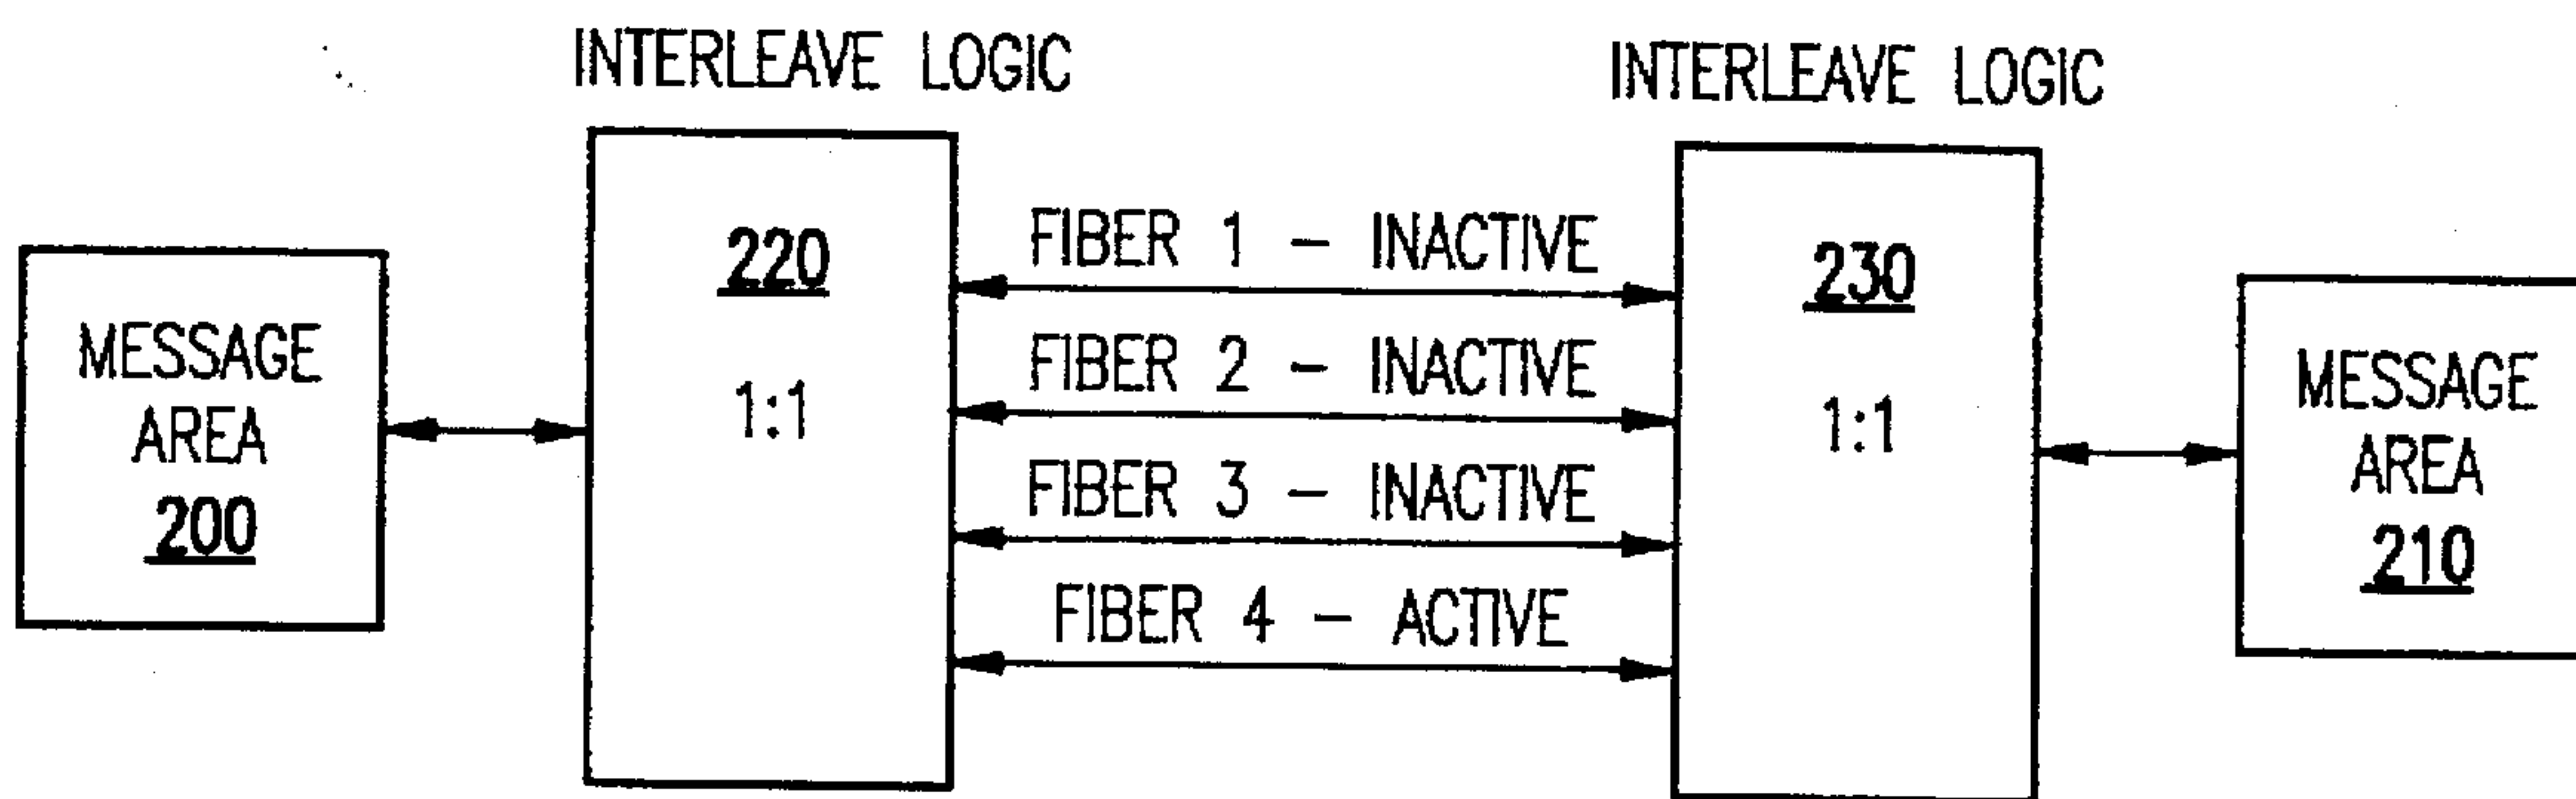 INTERLEAVE LOGIC
INTERLEAVE LOGIC
MESSAGE
AREA
200
220
1:1
FIBER 1 – INACTIVE
FIBER 2 – INACTIVE
FIBER 3 – INACTIVE
FIBER 4 – ACTIVE
230
1:1
MESSAGE
AREA
210